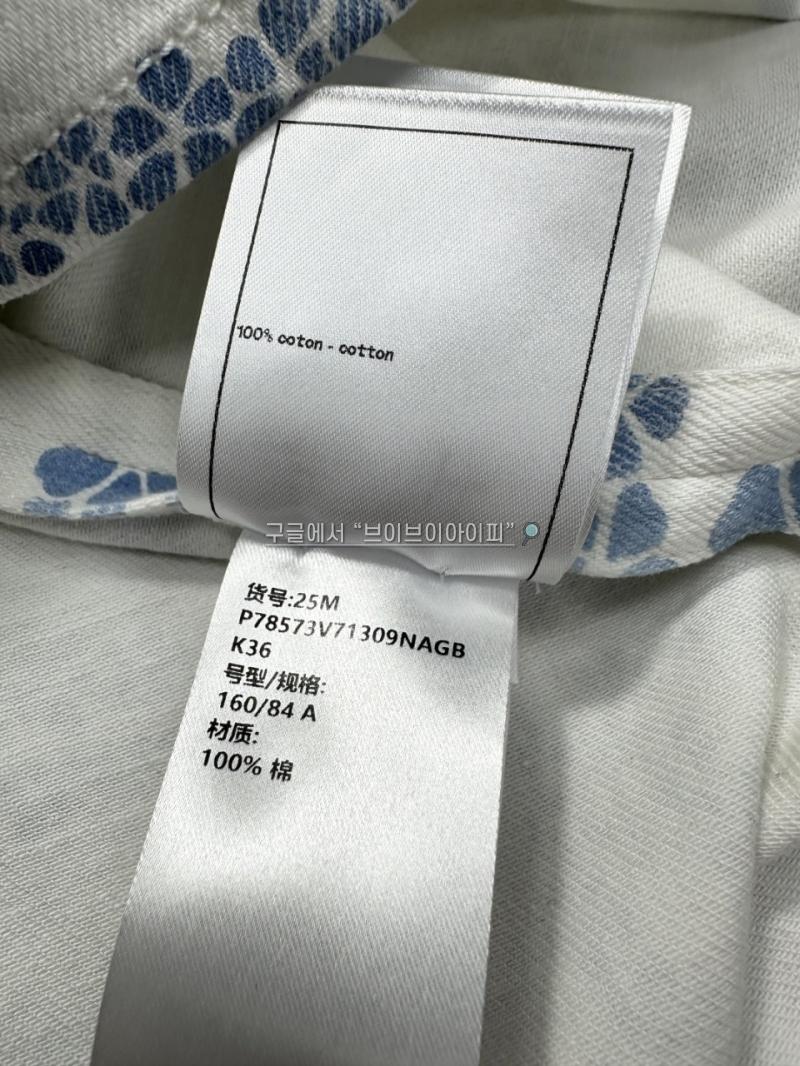 100% coton - cotton
구글에서 “브이브이아이피”
货号:25M
P78573V71309NAGB
K36
号型/规格:
160/84 A
材质:
100% 棉